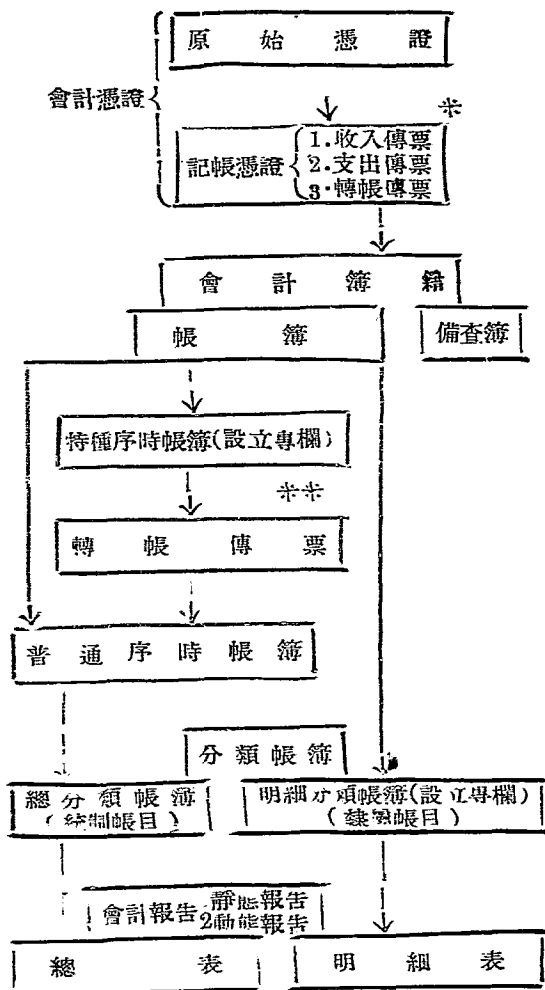 原始憑證
會計憑證
*
記帳憑證
1.收入傳票
2.支出傳票
3.轉帳傳票
會計簿籍
帳簿
備查簿
特種序時帳簿(設立專欄)
**
轉帳傳票
普通序時帳簿
分類帳簿
總分類帳簿
(統制帳目)
明細分類帳簿(設立專欄)
(隸屬帳目)
會計報告
靜態報告
2動態報告
總表
明細表